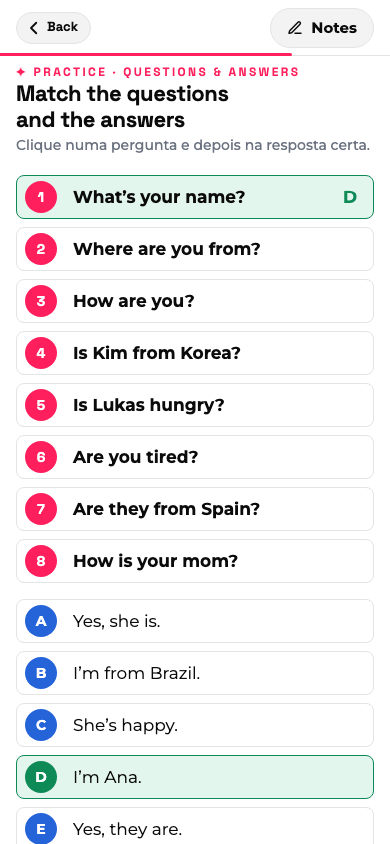 Back
Notes
✦ PRACTICE · QUESTIONS & ANSWERS
Match the questions
and the answers
Clique numa pergunta e depois na resposta certa.
1 What's your name? D
2 Where are you from?
3 How are you?
4 Is Kim from Korea?
5 Is Lukas hungry?
6 Are you tired?
7 Are they from Spain?
8 How is your mom?
A Yes, she is.
B I'm from Brazil.
C She's happy.
D I'm Ana.
E Yes, they are.